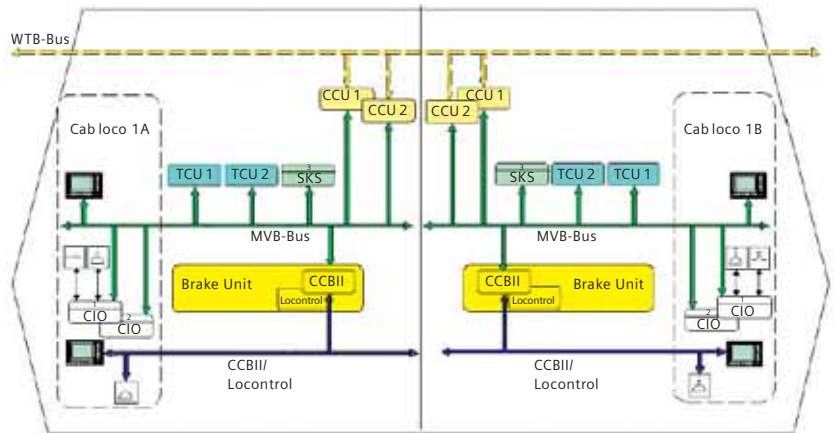 WTB-Bus
CCU 1
CCU 2
CCU 1
CCU 2
Cab loco 1A
Cab loco 1B
TCU 1
TCU 2
3
SKS
3
SKS
TCU 2
TCU 1
MVB-Bus
MVB-Bus
Brake Unit
CCBII
Locontrol
CCBII
Locontrol
Brake Unit
1
CIO
2
CIO
2
CIO
1
CIO
CCBII/
Locontrol
CCBII/
Locontrol